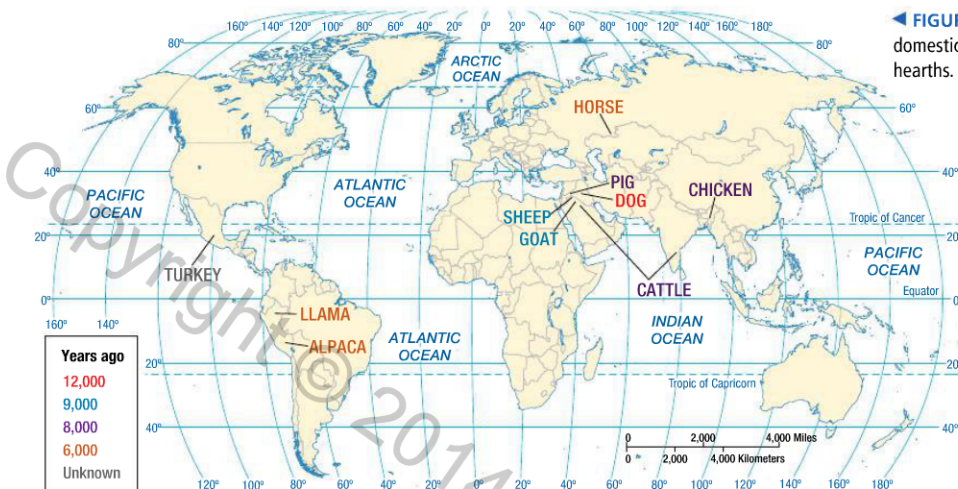 160° 140° 120° 100° 80° 60° 40° 20° 0° 20° 40° 60° 80° 100° 120° 140° 160° 180°
◀ FIGUR
domestic
hearths.
80°
80°
ARCTIC
OCEAN
60°
60°
HORSE
40°
40°
PACIFIC
OCEAN
ATLANTIC
OCEAN
PIG
DOG
CHICKEN
SHEEP
GOAT
Tropic of Cancer
20°
20°
TURKEY
PACIFIC
OCEAN
CATTLE
0°
Equator
0°
160° 140°
LLAMA
ALPACA
ATLANTIC
OCEAN
INDIAN
OCEAN
Years ago
12,000
9,000
8,000
6,000
Unknown
20°
20°
Tropic of Capricorn
40°
40°
0 2,000 4,000 Miles
0 2,000 4,000 Kilometers
120° 100° 80° 60° 40° 20° 0° 20° 40° 60° 80° 100° 120° 140° 160° 180°
Copyright © 2014